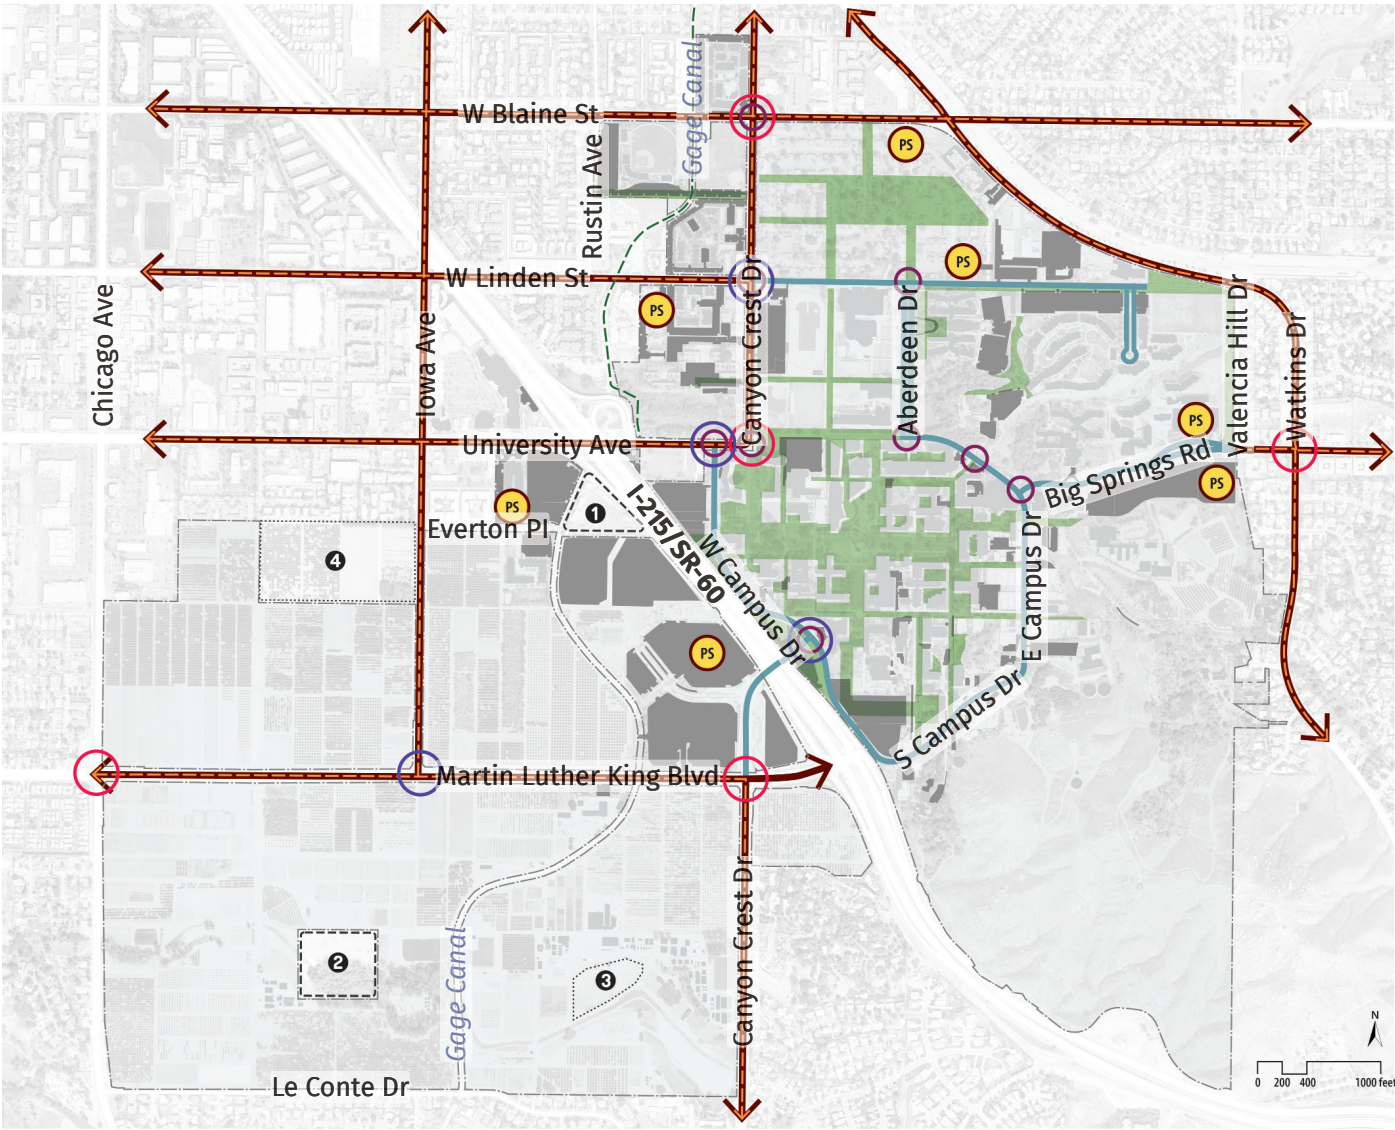 W Blaine St
Gage Canal
PS
Rustin Ave
PS
W Linden St
PS
Chicago Ave
Iowa Ave
Canyon Crest Dr
Aberdeen Dr
Valencia Hill Dr
Watkins Dr
PS
University Ave
Big Springs Rd
PS
PS
1
I-215/SR-60
Everton Pl
4
W Campus Dr
E Campus Dr
PS
S Campus Dr
Martin Luther King Blvd
2
3
Gage Canal
Canyon Crest Dr
Le Conte Dr
N
0 200 400 1000 feet